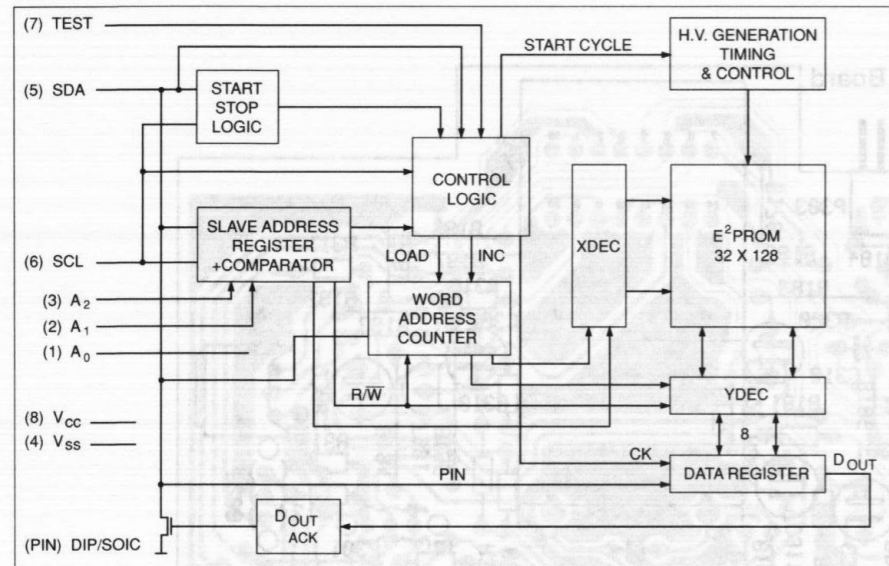 (7) TEST
(5) SDA
START
STOP
LOGIC
START CYCLE
H.V. GENERATION
TIMING
& CONTROL
CONTROL
LOGIC
SLAVE ADDRESS
REGISTER
+COMPARATOR
(6) SCL
(3) A2
(2) A1
(1) A0
LOAD
INC
WORD
ADDRESS
COUNTER
XDEC
E2PROM
32 X 128
R/W̅
YDEC
8
(8) VCC
(4) VSS
CK
PIN
DATA REGISTER
DOUT
DOUT
ACK
(PIN) DIP/SOIC
Board